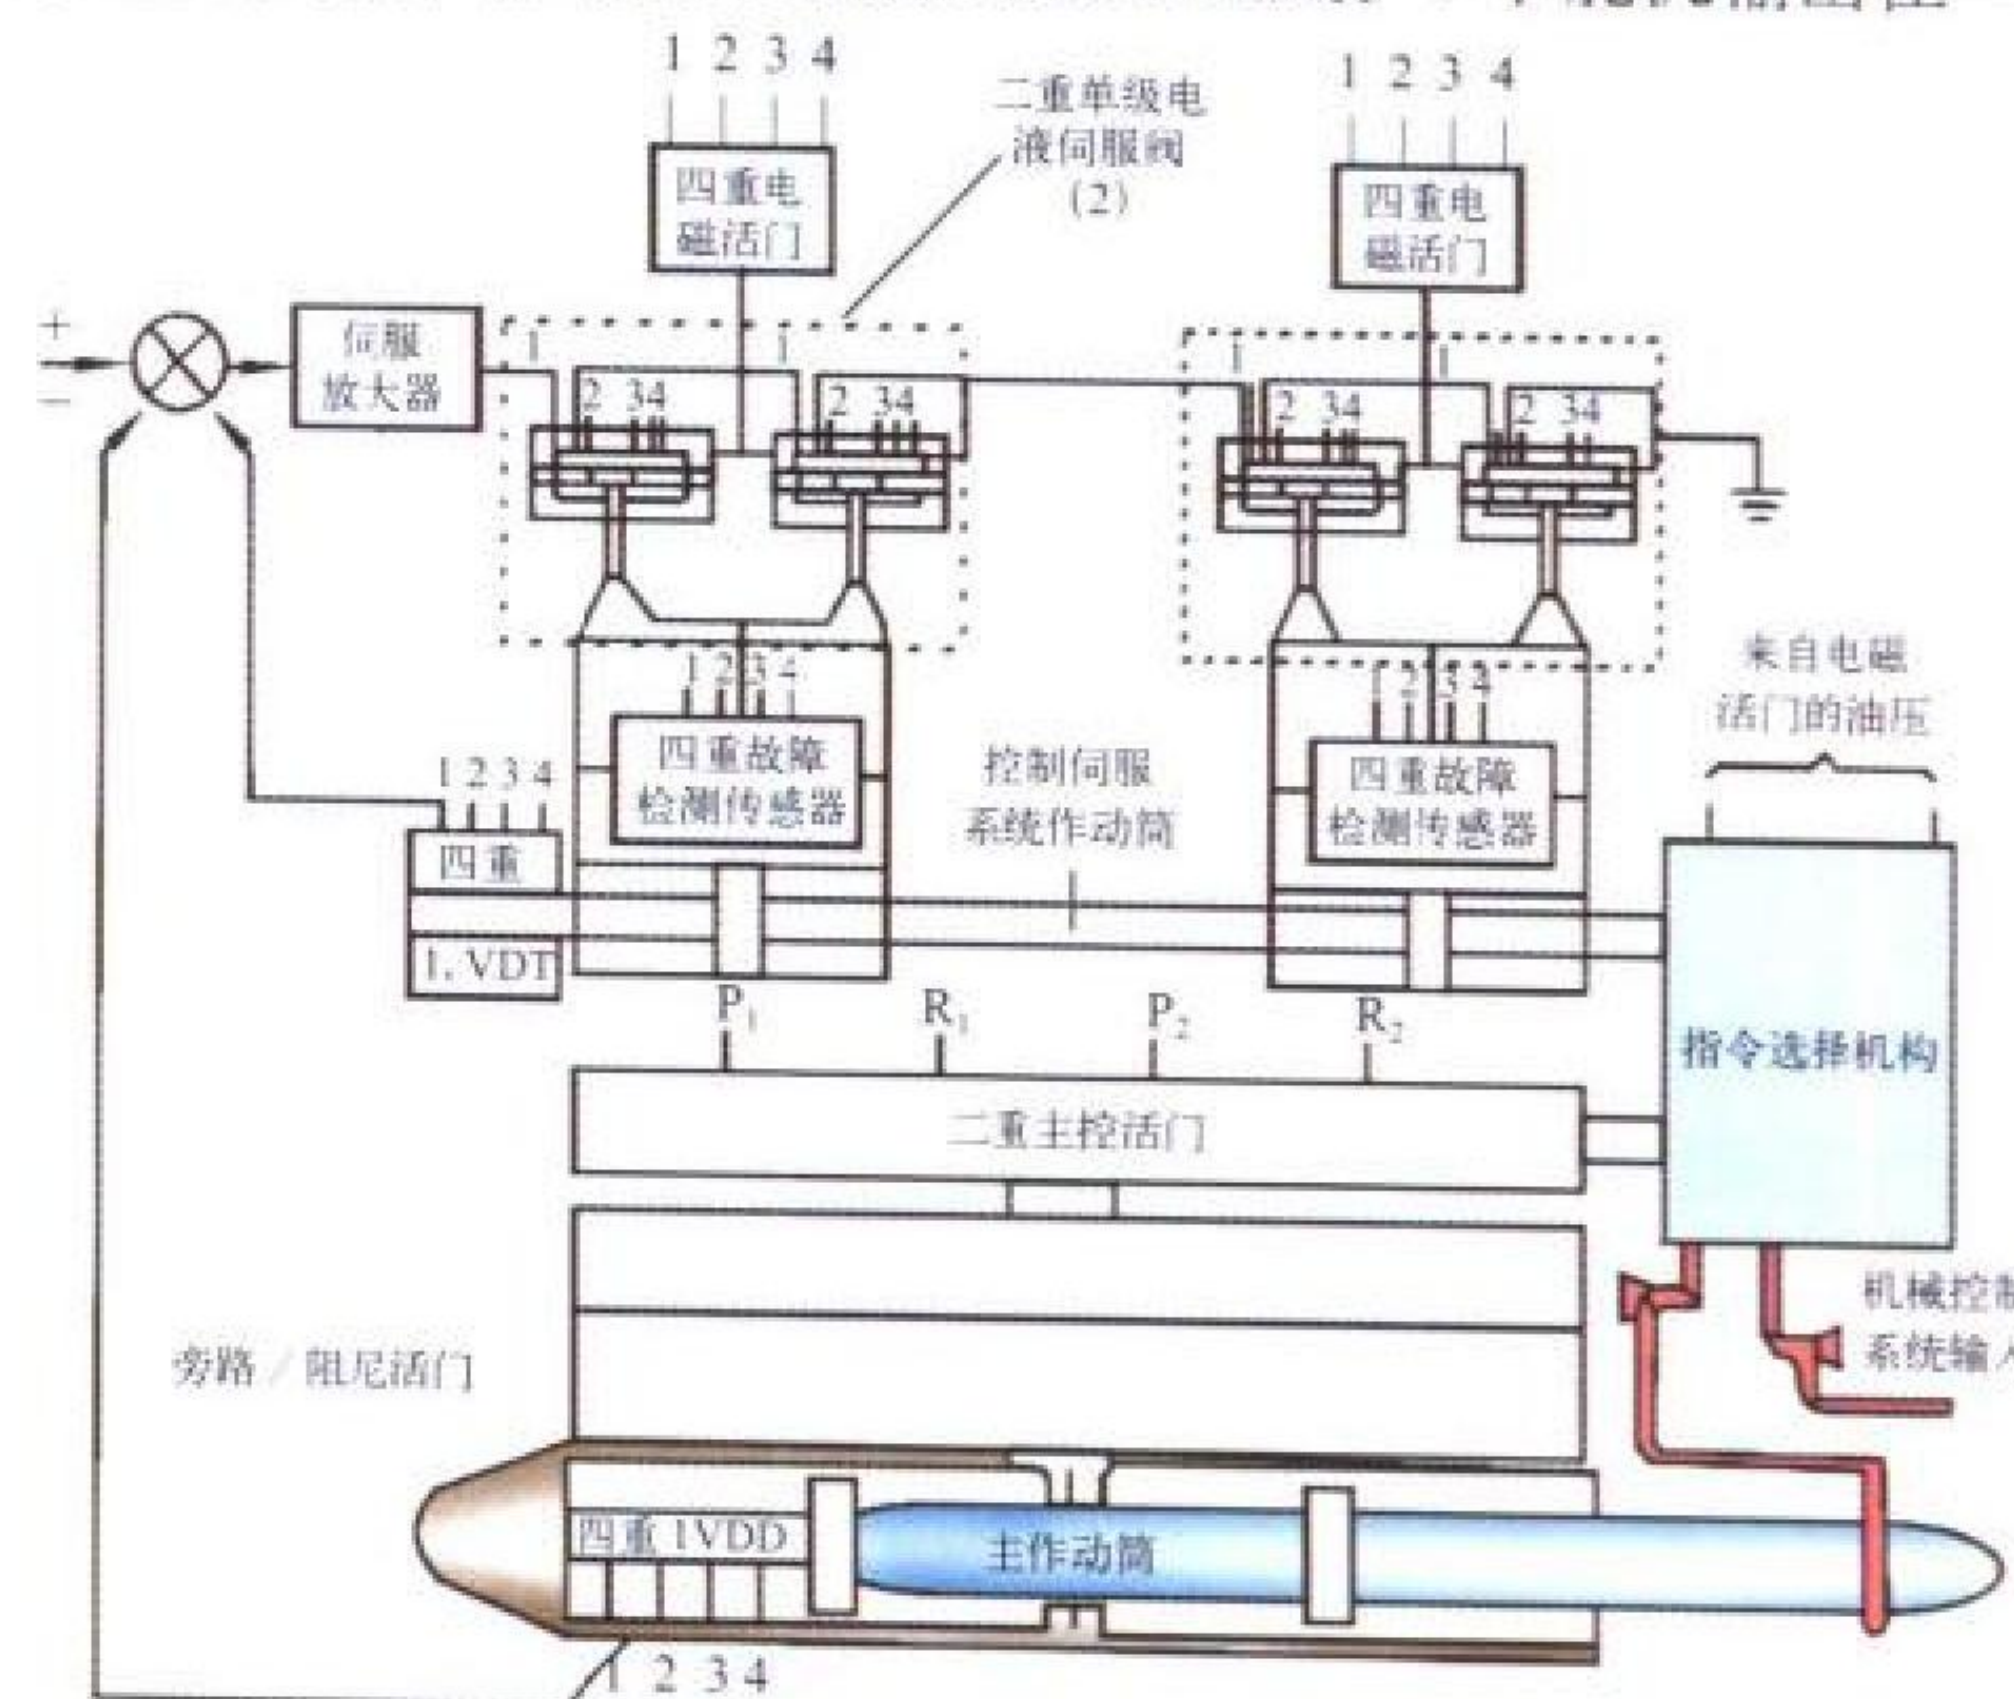 1 2 3 4
1 2 3 4
二重单级电
液伺服阀
(2)
四重电
磁活门
四重电
磁活门
+
−
伺服
放大器
1
1
1
1
2 34
2 34
2 34
2 34
来自电磁
活门的油压
1 2 3 4
1 2 3 4
四重故障
检测传感器
控制伺服
系统作动筒
四重故障
检测传感器
1 2 3 4
四重
1. VDT
P₁ R₁ P₂ R₂
指令选择机构
二重主控活门
机械控制
系统输入
旁路／阻尼活门
四重 1VDD
主作动筒
1 2 3 4